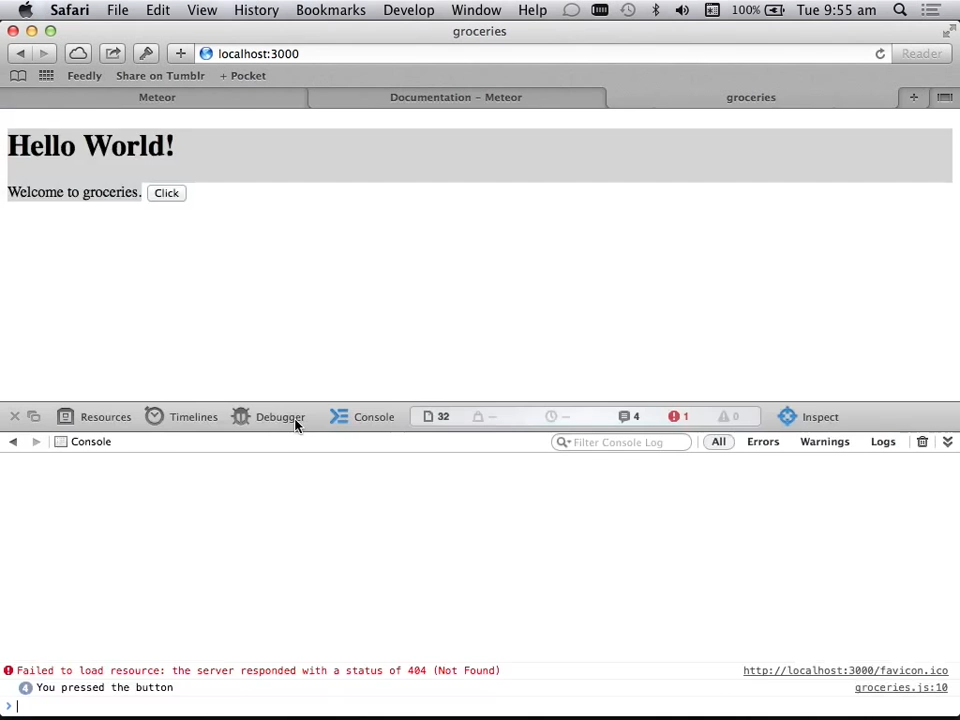 Safari File Edit View History Bookmarks Develop Window Help 100% Tue 9:55 am
groceries
localhost:3000 Reader
Feedly Share on Tumblr + Pocket
Meteor Documentation – Meteor groceries
Hello World!
Welcome to groceries. Click
Resources Timelines Debugger Console 32 — — 4 1 0 Inspect
Console Filter Console Log All Errors Warnings Logs
Failed to load resource: the server responded with a status of 404 (Not Found) http://localhost:3000/favicon.ico
4 You pressed the button groceries.js:10